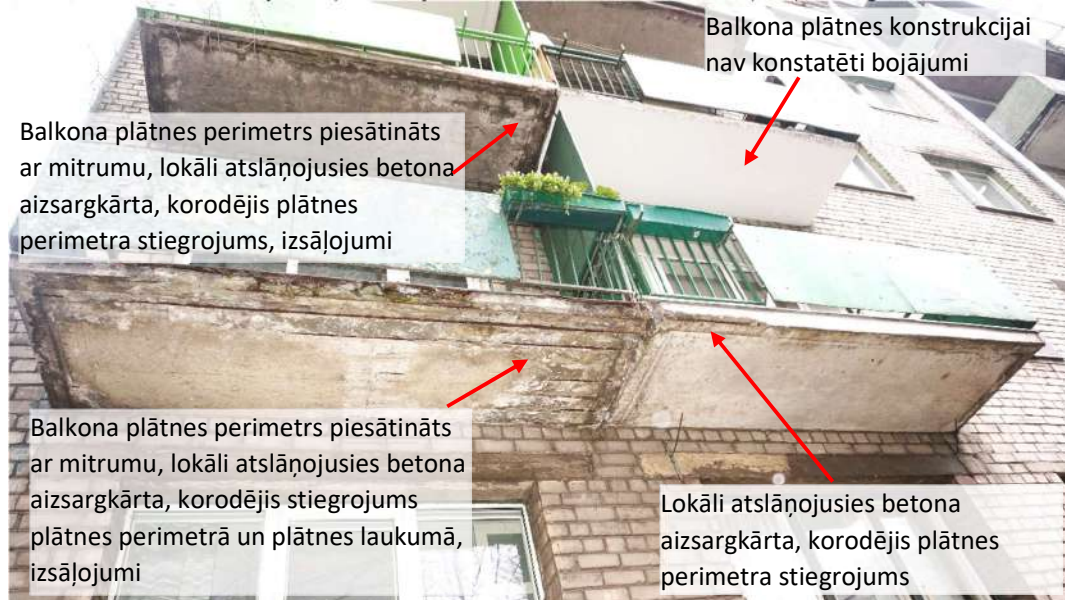 Balkona plātnes konstrukcijai
nav konstatēti bojājumi
Balkona plātnes perimetrs piesātināts
ar mitrumu, lokāli atslāņojusies betona
aizsargkārta, korodējis plātnes
perimetra stiegrojums, izsāļojumi
Balkona plātnes perimetrs piesātināts
ar mitrumu, lokāli atslāņojusies betona
aizsargkārta, korodējis stiegrojums
plātnes perimetrā un plātnes laukumā,
izsāļojumi
Lokāli atslāņojusies betona
aizsargkārta, korodējis plātnes
perimetra stiegrojums